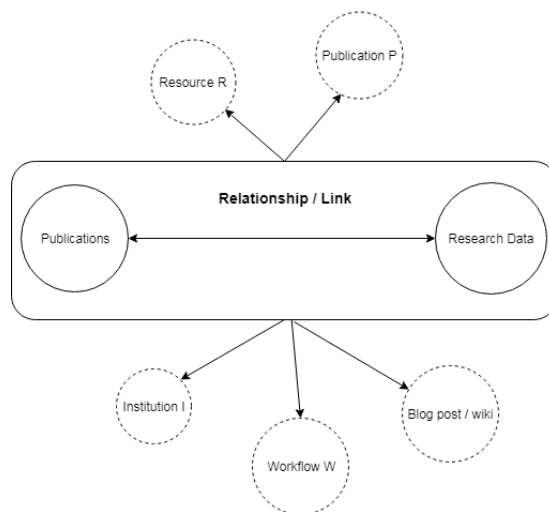 Publication P
Resource R
Relationship / Link
Publications
Research Data
Institution I
Blog post / wiki
Workflow W